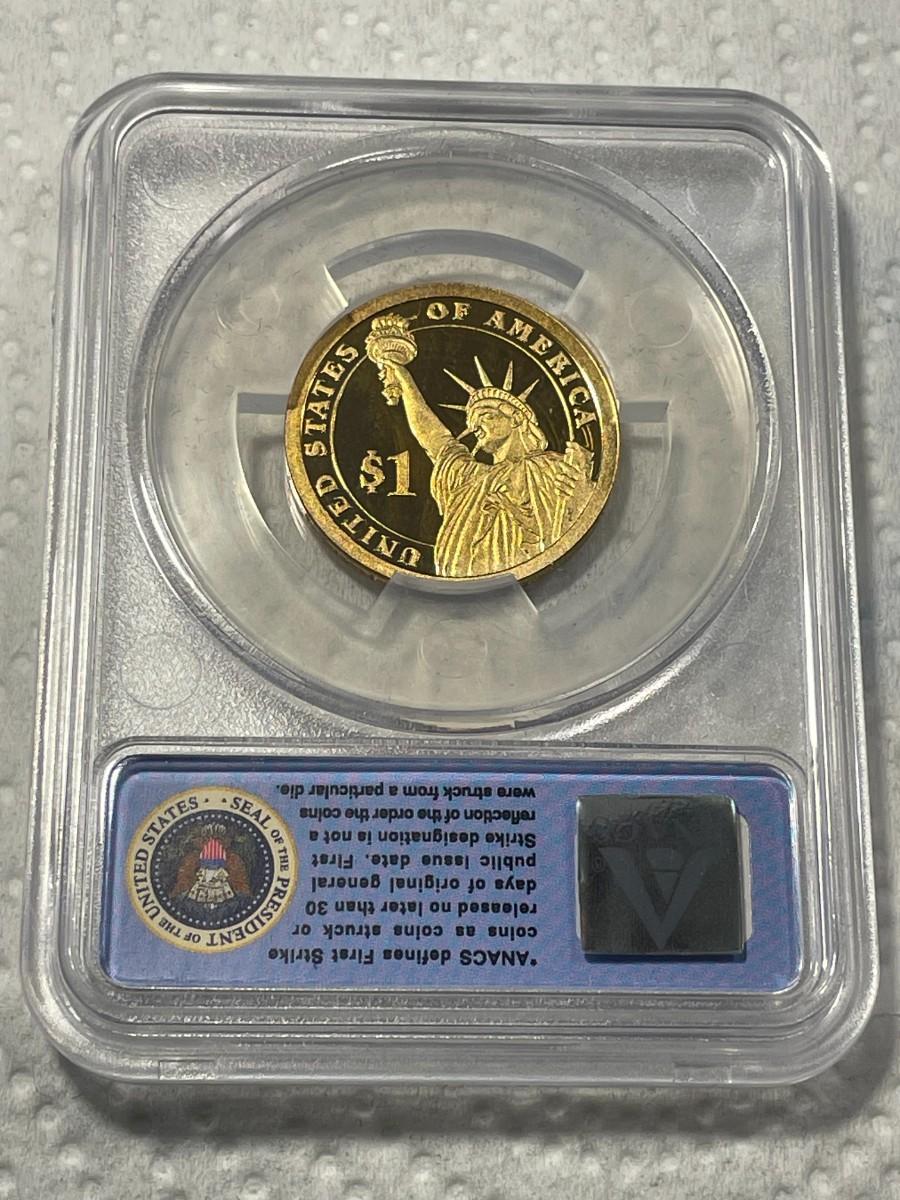 UNITED STATES OF AMERICA
$1
*ANACS defines First Strike
coins as coins struck or
released no later than 30
days of original general
public issue date. First
Strike designation is not a
reflection of the order the coins
were struck from a particular die.
SEAL OF THE PRESIDENT OF THE UNITED STATES